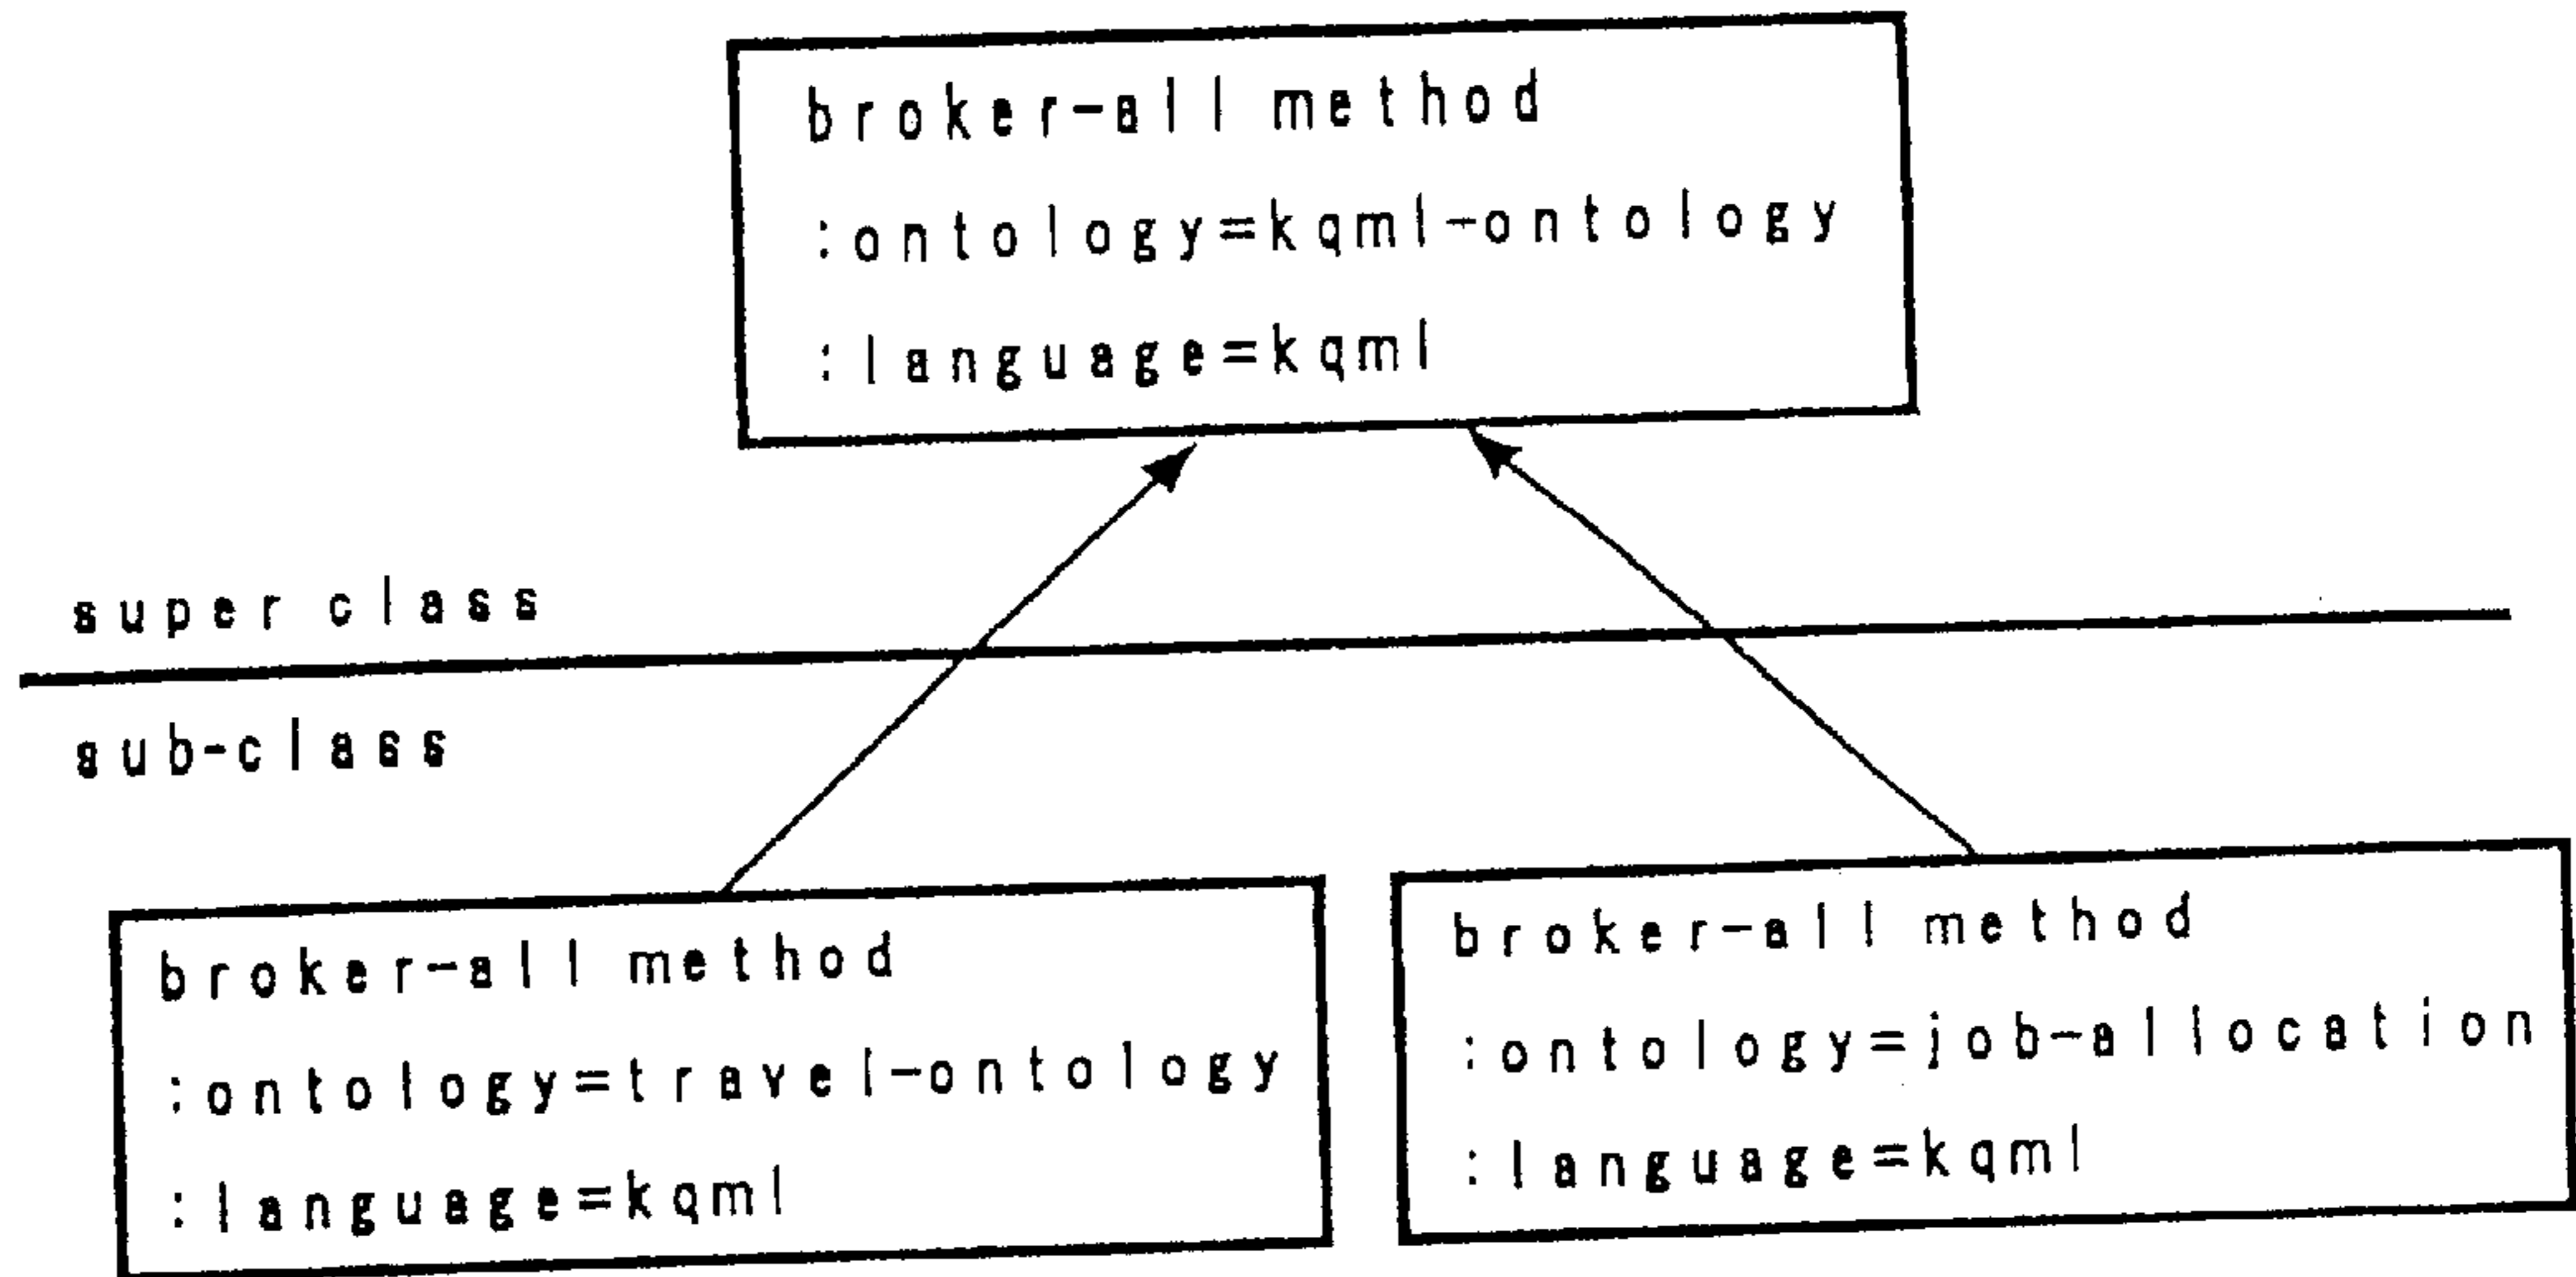 broker-all method
:ontology=kqml-ontology
:language=kqml
super class
sub-class
broker-all method
:ontology=travel-ontology
:language=kqml
broker-all method
:ontology=job-allocation
:language=kqml